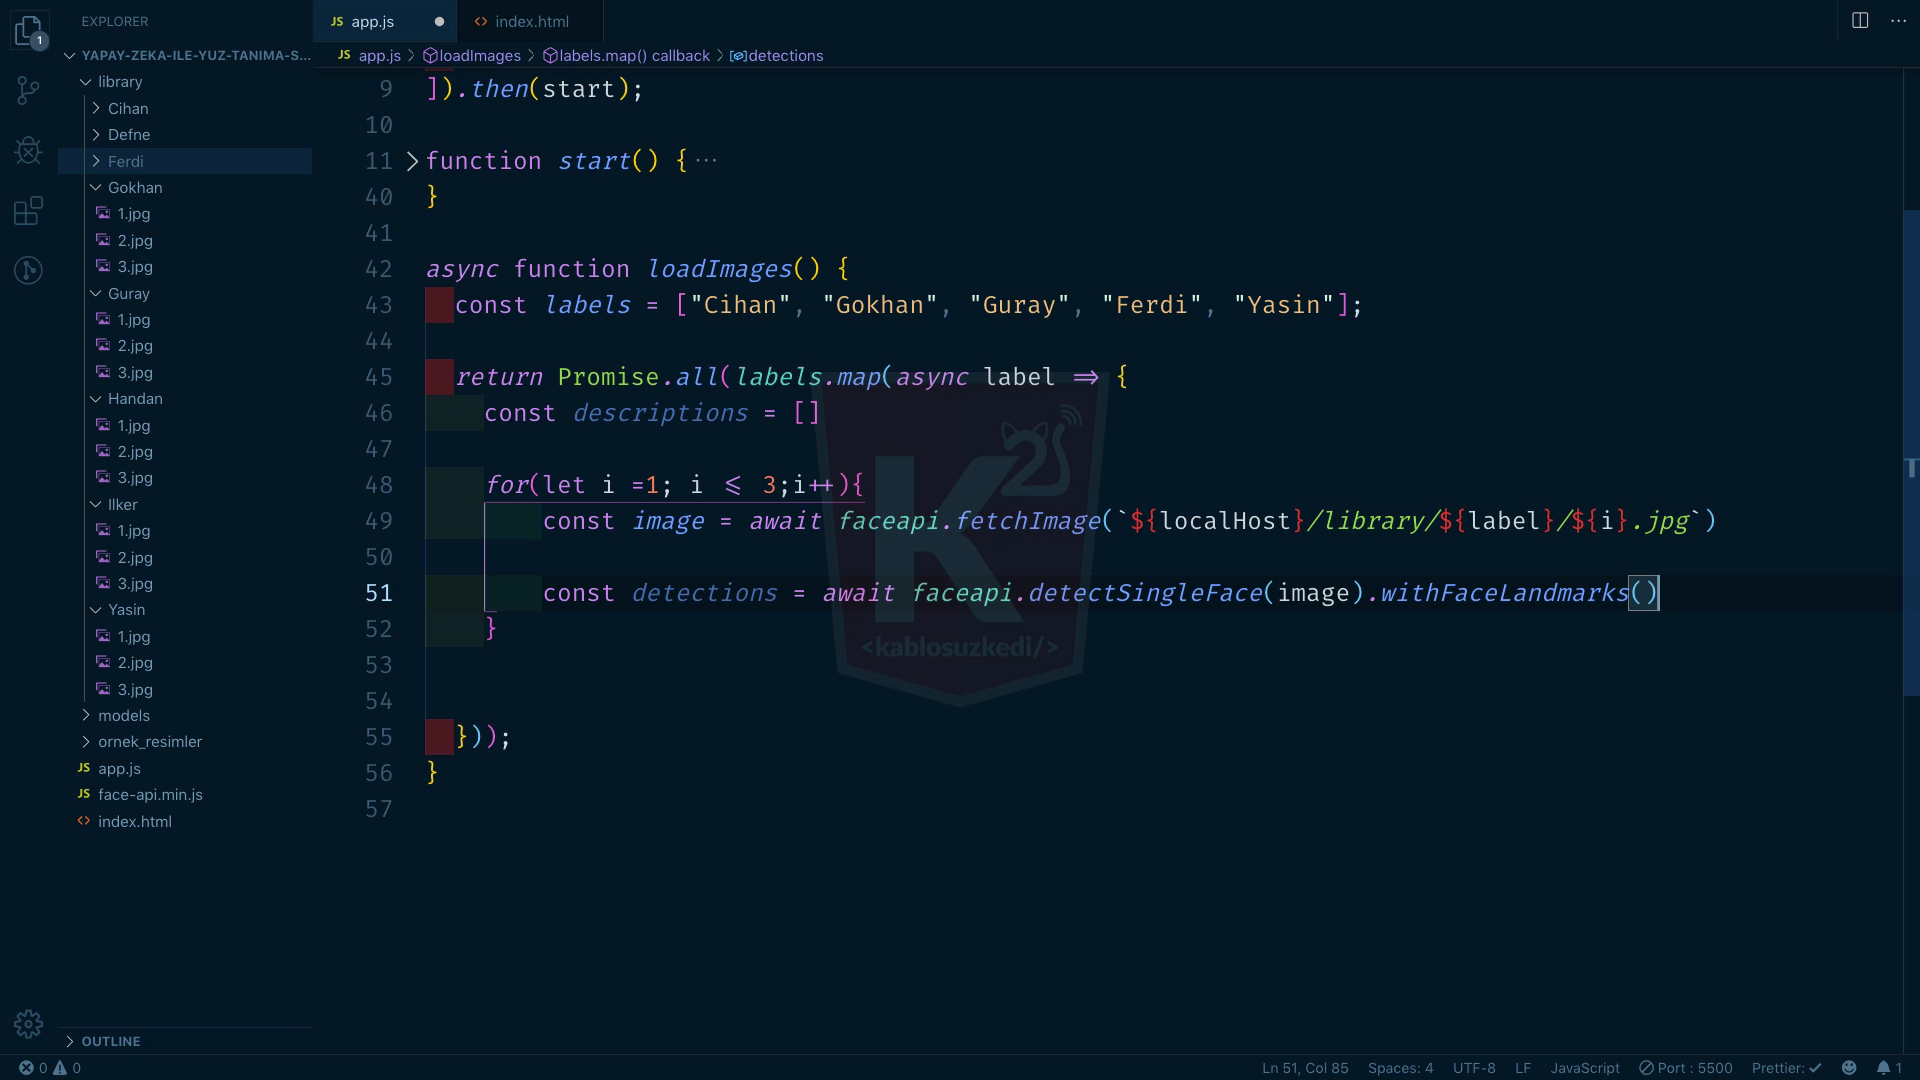 EXPLORER
1
YAPAY-ZEKA-ILE-YUZ-TANIMA-S...
library
Cihan
Defne
Ferdi
Gokhan
1.jpg
2.jpg
3.jpg
Guray
1.jpg
2.jpg
3.jpg
Handan
1.jpg
2.jpg
3.jpg
Ilker
1.jpg
2.jpg
3.jpg
Yasin
1.jpg
2.jpg
3.jpg
models
ornek_resimler
JS app.js
JS face-api.min.js
<> index.html
OUTLINE
JS app.js
<> index.html
JS app.js > loadImages > labels.map() callback > detections
9 ]).then(start);
10
11 function start() { ···
40 }
41
42 async function loadImages() {
43 const labels = ["Cihan", "Gokhan", "Guray", "Ferdi", "Yasin"];
44
45 return Promise.all(labels.map(async label => {
46 const descriptions = []
47
48 for(let i =1; i <= 3;i++){
49 const image = await faceapi.fetchImage(`${localHost}/library/${label}/${i}.jpg`)
50
51 const detections = await faceapi.detectSingleFace(image).withFaceLandmarks()
52 }
53
54
55 }));
56 }
57
K2
<kablosuzkedi/>
0 0
Ln 51, Col 85 Spaces: 4 UTF-8 LF JavaScript Port : 5500 Prettier: ✓ 1